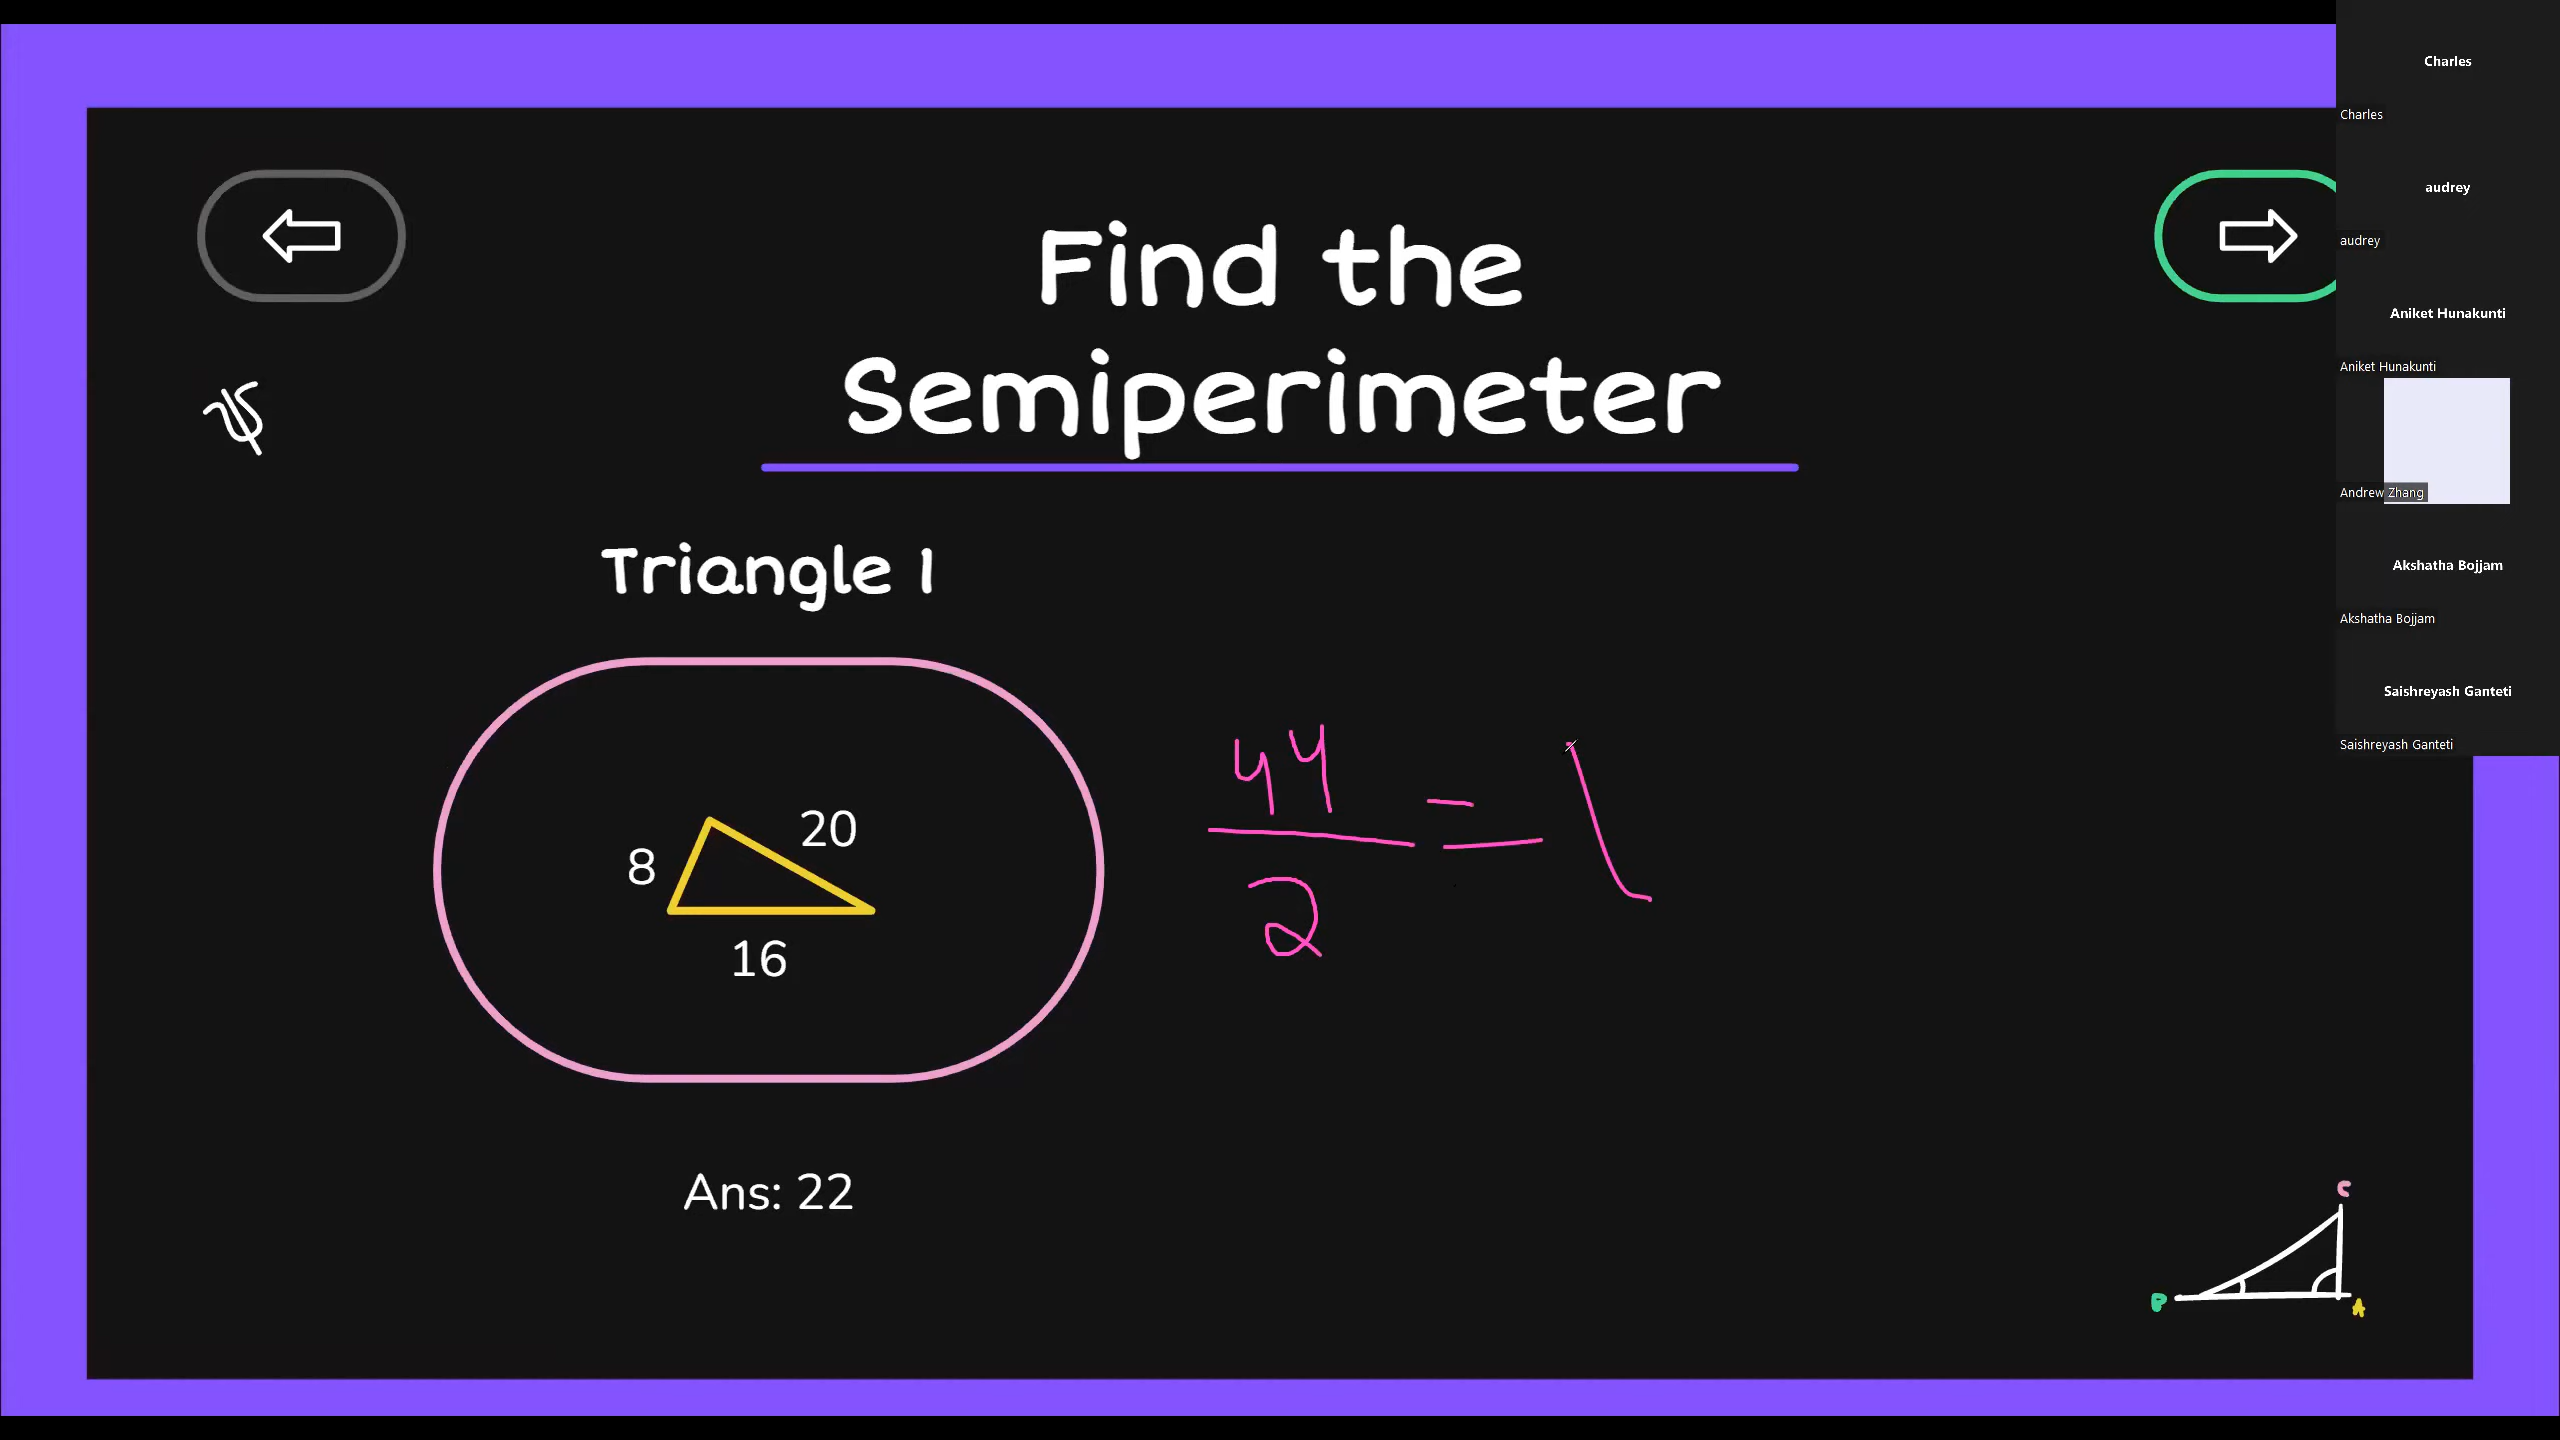 Find the
Semiperimeter
Triangle 1
20
8
16
Ans: 22
44
=
2
C
P
A
Charles
Charles
audrey
audrey
Aniket Hunakunti
Aniket Hunakunti
Andrew Zhang
Akshatha Bojjam
Akshatha Bojjam
Saishreyash Ganteti
Saishreyash Ganteti